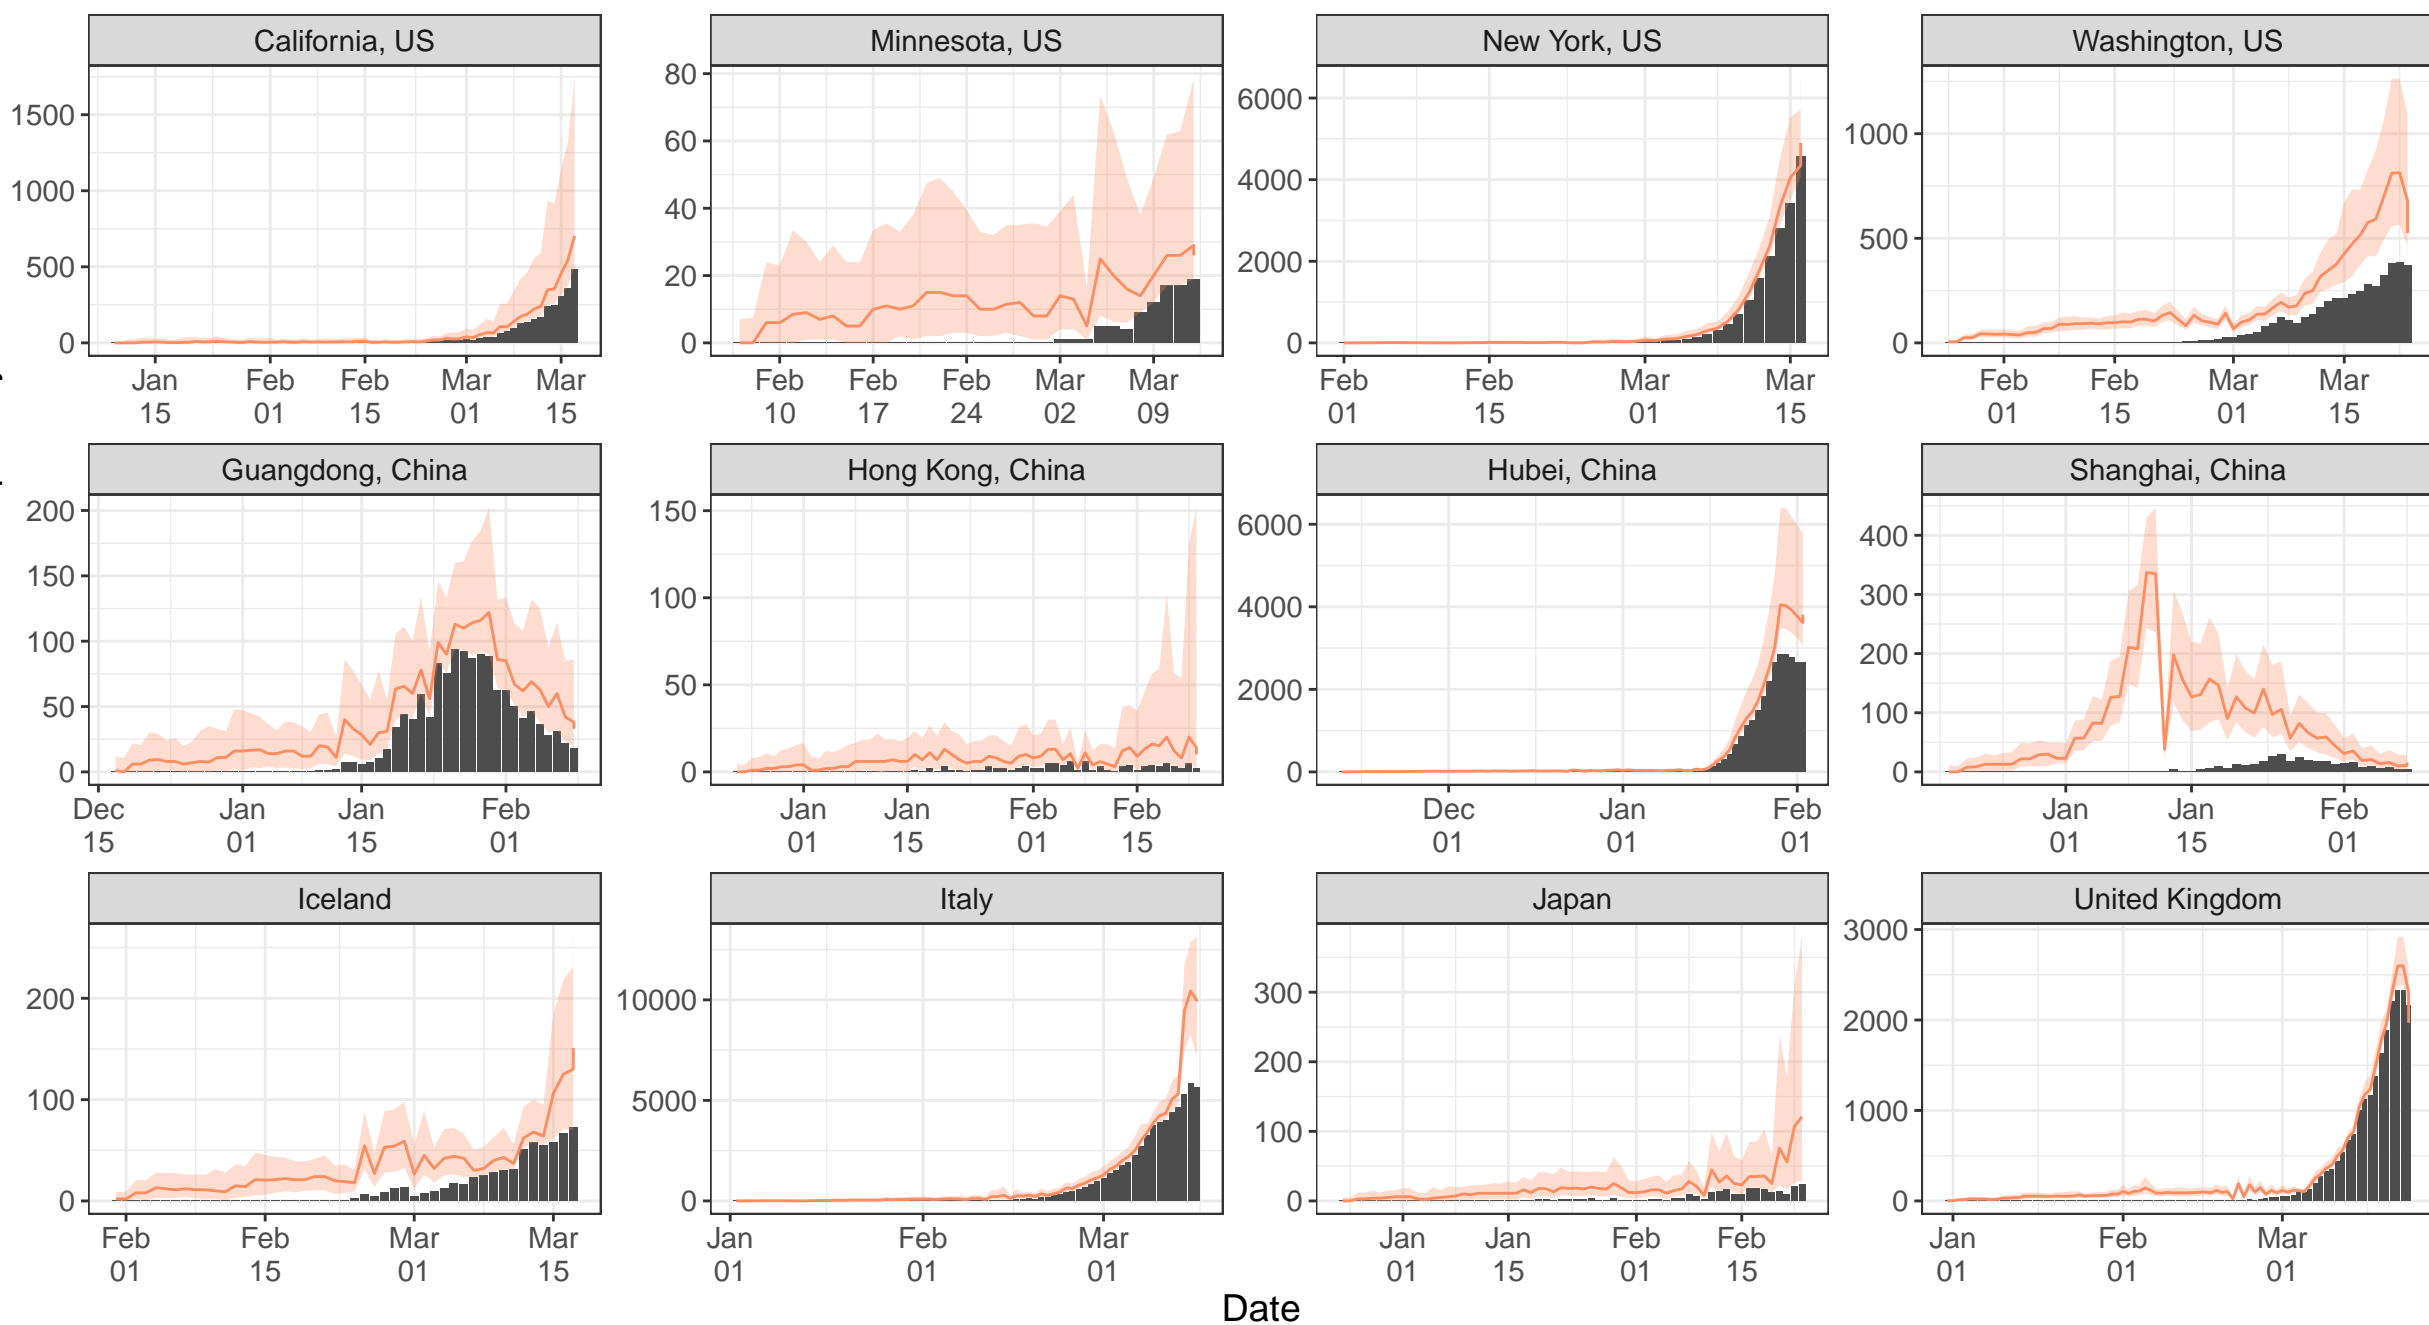 California, US
Minnesota, US
New York, US
Washington, US
1500
1000
500
0
80
60
40
20
0
6000
4000
2000
0
1000
500
0
Jan Feb Feb Mar Mar
15 01 15 01 15
Feb Feb Feb Mar Mar
10 17 24 02 09
Feb Feb Mar Mar
01 15 01 15
Feb Feb Mar Mar
01 15 01 15
Guangdong, China
Hong Kong, China
Hubei, China
Shanghai, China
200
150
100
50
0
150
100
50
0
6000
4000
2000
0
400
300
200
100
0
Dec Jan Jan Feb
15 01 15 01
Jan Jan Feb Feb
01 15 01 15
Dec Jan Feb
01 01 01
Jan Jan Feb
01 15 01
Iceland
Italy
Japan
United Kingdom
200
100
0
10000
5000
0
300
200
100
0
3000
2000
1000
0
Feb Feb Mar Mar
01 15 01 15
Jan Feb Mar
01 01 01
Jan Jan Feb Feb
01 15 01 15
Jan Feb Mar
01 01 01
Date